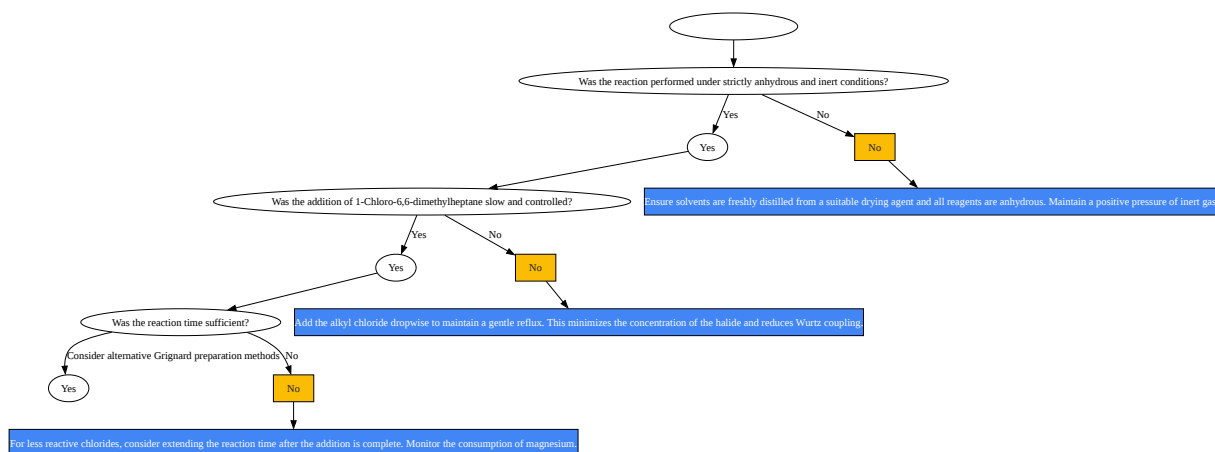 Was the reaction performed under strictly anhydrous and inert conditions?
Yes
No
Yes
No
Was the addition of 1-Chloro-6,6-dimethylheptane slow and controlled?
Ensure solvents are freshly distilled from a suitable drying agent and all reagents are anhydrous. Maintain a positive pressure of inert gas
Yes
No
Yes
No
Was the reaction time sufficient?
Add the alkyl chloride dropwise to maintain a gentle reflux. This minimizes the concentration of the halide and reduces Wurtz coupling.
Consider alternative Grignard preparation methods
No
Yes
No
For less reactive chlorides, consider extending the reaction time after the addition is complete. Monitor the consumption of magnesium.